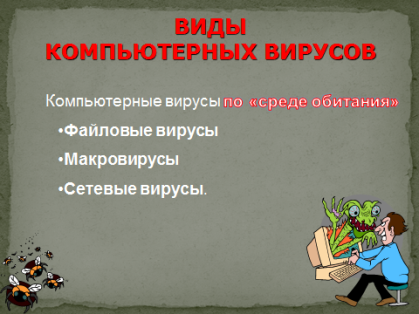 ВИДЫ
КОМПЬЮТЕРНЫХ ВИРУСОВ
Компьютерные вирусы по «среде обитания»
•Файловые вирусы
•Макровирусы
•Сетевые вирусы.